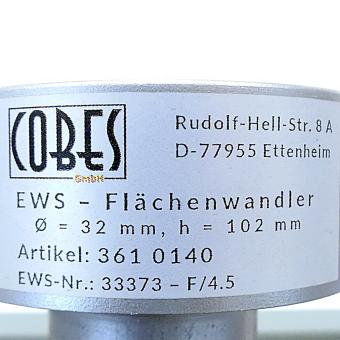 COBES
GmbH
Rudolf-Hell-Str. 8 A
D-77955 Ettenheim
EWS - Flächenwandler
Ø = 32 mm, h = 102 mm
Artikel: 361 0140
EWS-Nr.: 33373 - F/4.5